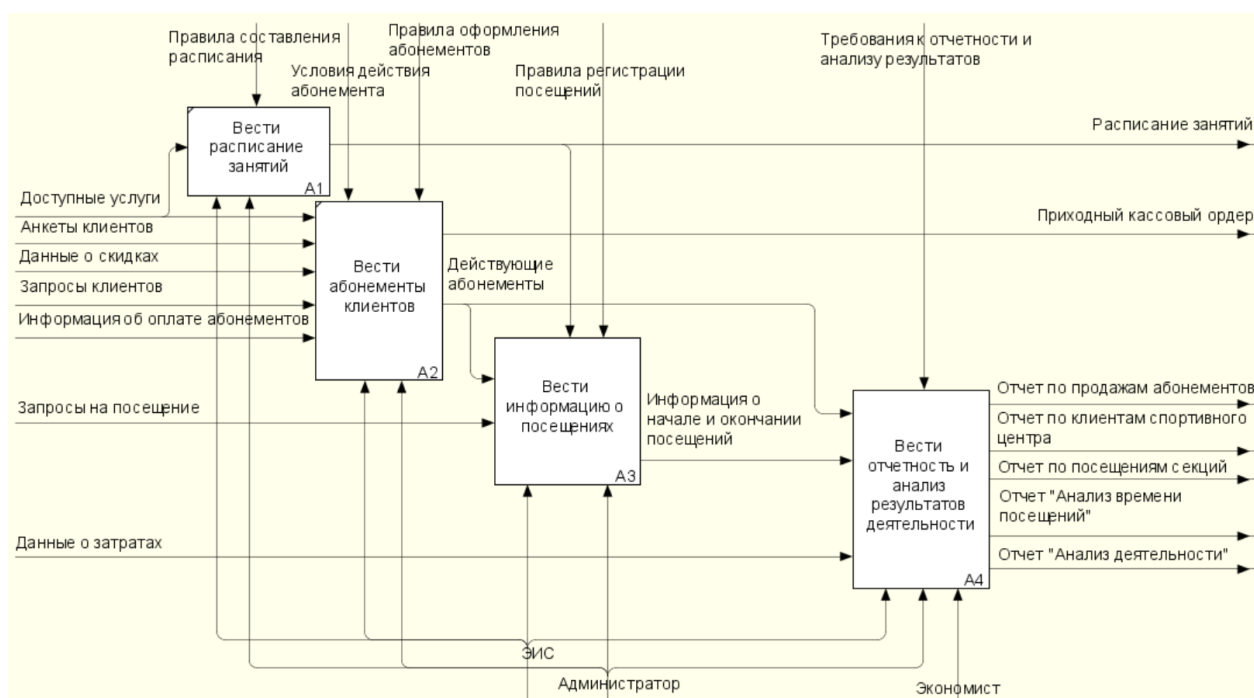 Правила составления
расписания
Правила оформления
абонементов
Условия действия
абонемента
Правила регистрации
посещений
Требования к отчетности и
анализу результатов
Вести
расписание
занятий
A1
Расписание занятий
Доступные услуги
Анкеты клиентов
Данные о скидках
Запросы клиентов
Информация об оплате абонементов
Вести
абонементы
клиентов
A2
Приходный кассовый ордер
Действующие
абонементы
Запросы на посещение
Вести
информацию о
посещениях
A3
Информация о
начале и окончании
посещений
Данные о затратах
Вести
отчетность и
анализ
результатов
деятельности
A4
Отчет по продажам абонементов
Отчет по клиентам спортивного
центра
Отчет по посещениям секций
Отчет "Анализ времени
посещений"
Отчет "Анализ деятельности"
ЭИС
Администратор
Экономист